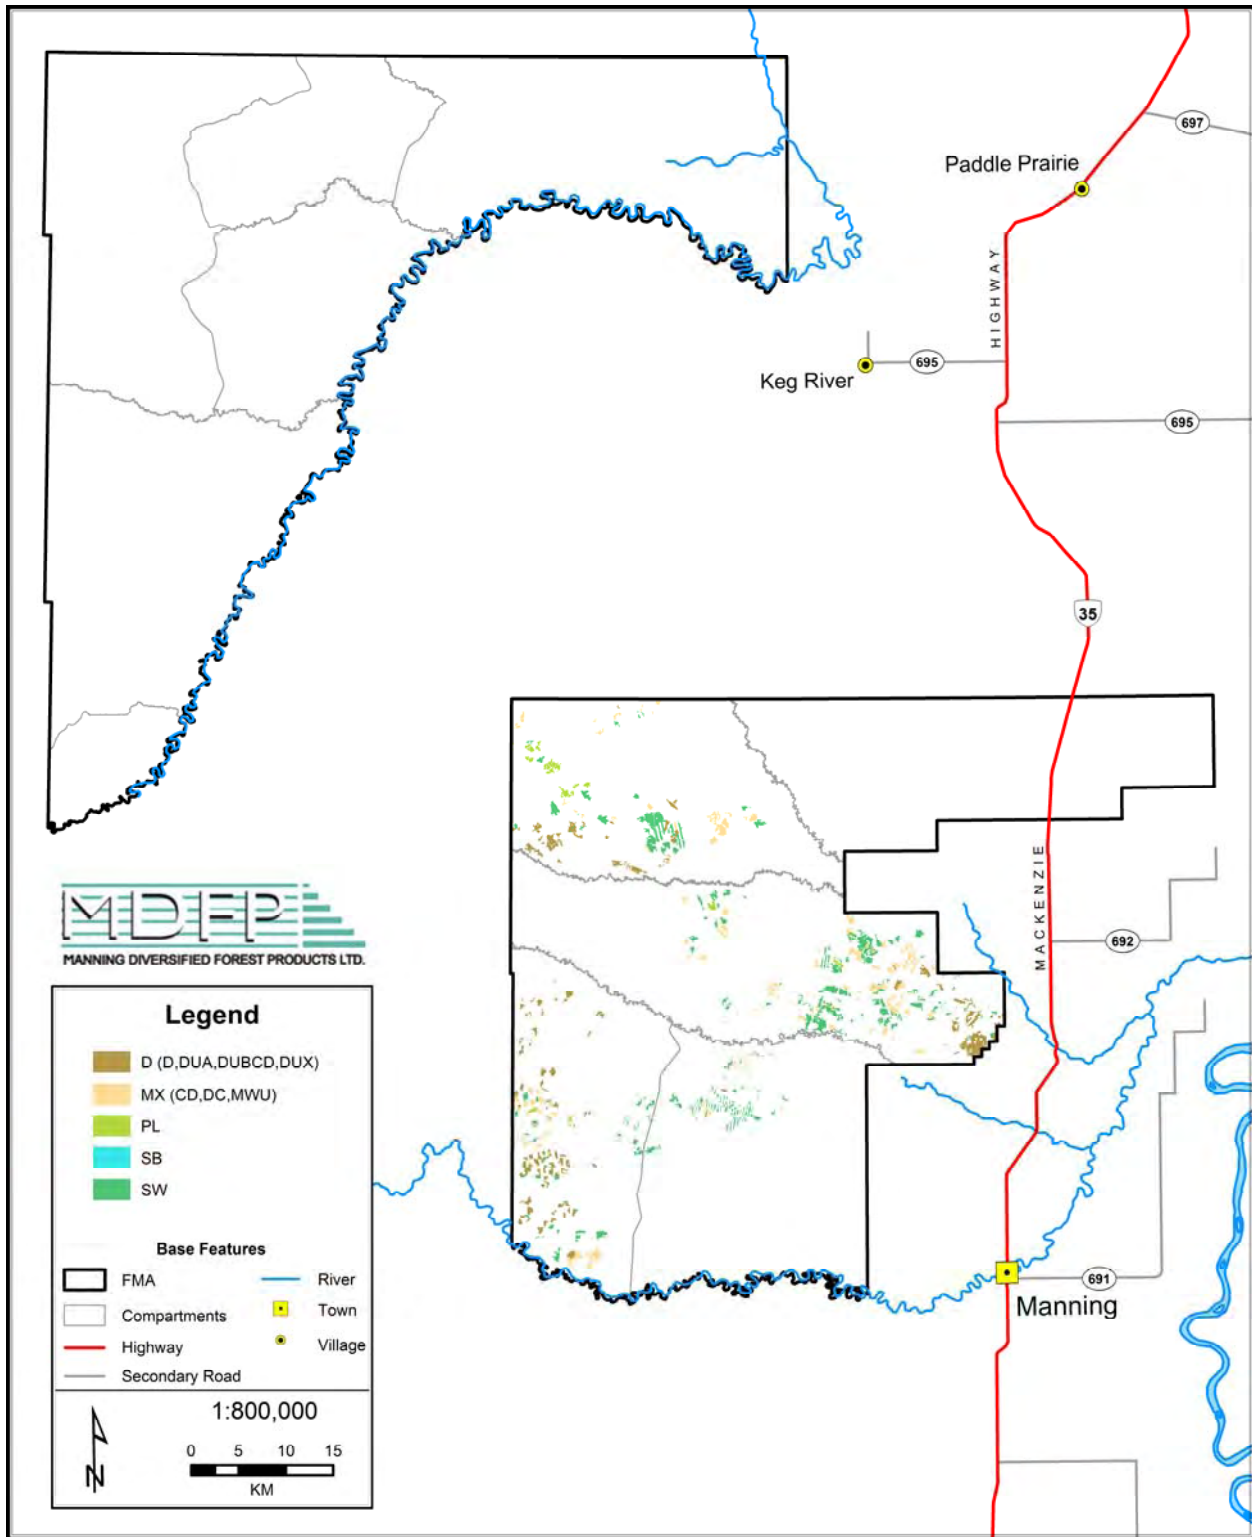 697
Paddle Prairie
HIGHWAY
695
Keg River
695
35
MACKENZIE
692
MDFP
MANNING DIVERSIFIED FOREST PRODUCTS LTD.
Legend
D (D,DUA,DUBCD,DUX)
MX (CD,DC,MWU)
PL
SB
SW
Base Features
FMA
River
Compartments
Town
Highway
Village
Secondary Road
1:800,000
0 5 10 15
KM
N
691
Manning